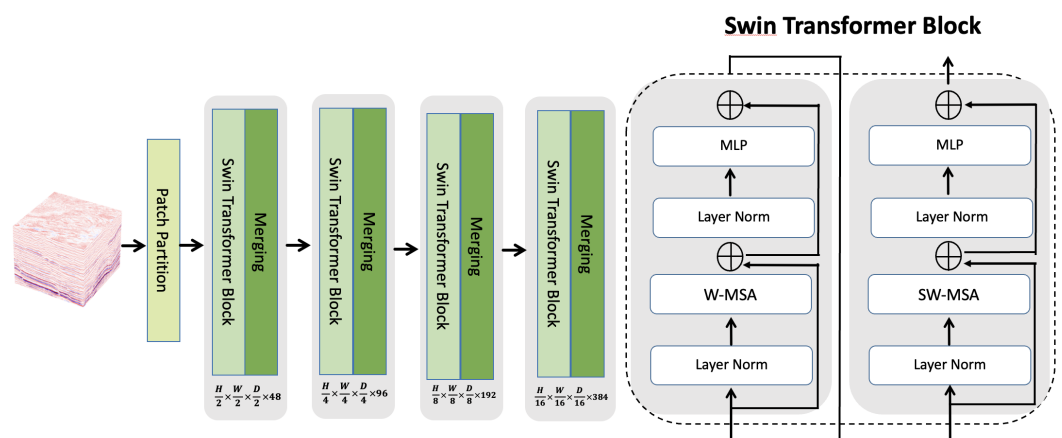 Swin Transformer Block
Patch Partition
Swin Transformer Block
Merging
H/2×W/2×D/2×48
Swin Transformer Block
Merging
H/4×W/4×D/4×96
Swin Transformer Block
Merging
H/8×W/8×D/8×192
Swin Transformer Block
Merging
H/16×W/16×D/16×384
MLP
Layer Norm
W-MSA
Layer Norm
MLP
Layer Norm
SW-MSA
Layer Norm